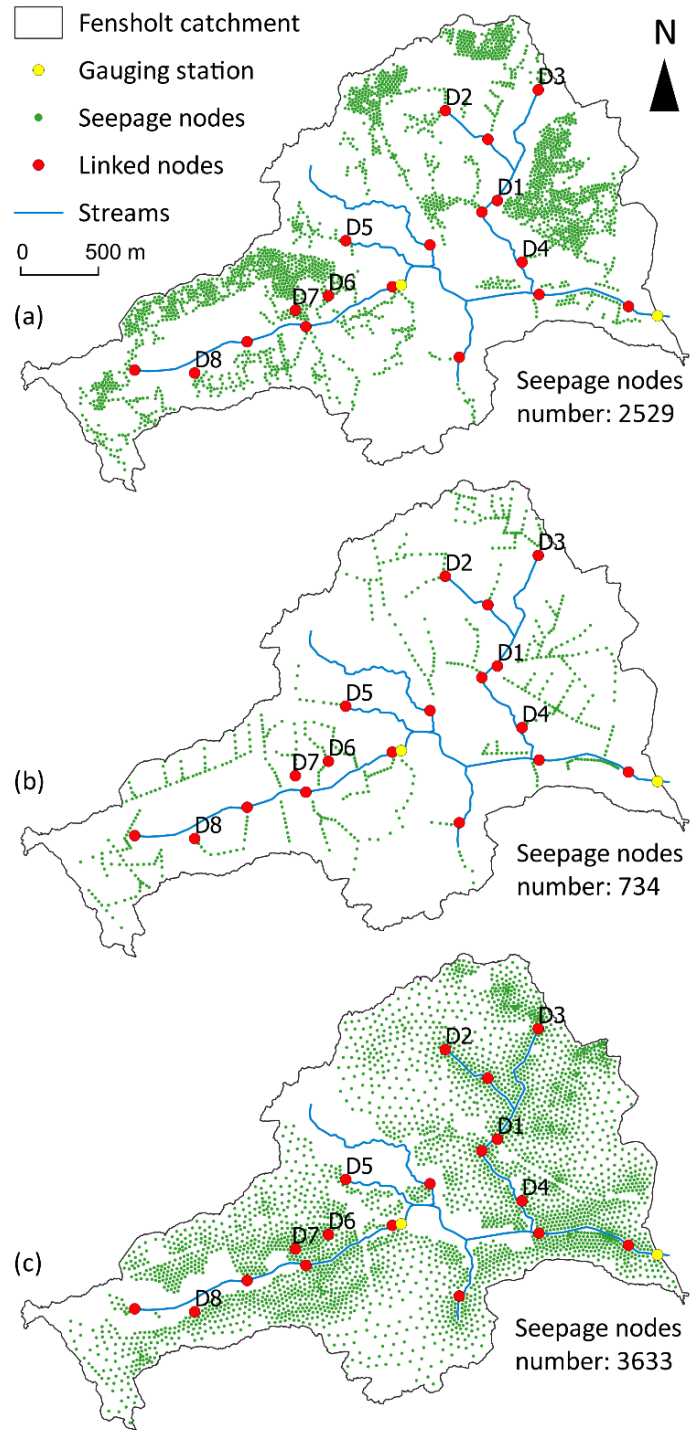 Fensholt catchment
Gauging station
Seepage nodes
Linked nodes
Streams
0 500 m
N
D3
D2
D1
D5
D4
D6
D7
D8
(a)
Seepage nodes
number: 2529
D3
D2
D1
D5
D4
D6
D7
D8
(b)
Seepage nodes
number: 734
D3
D2
D1
D5
D4
D6
D7
D8
(c)
Seepage nodes
number: 3633